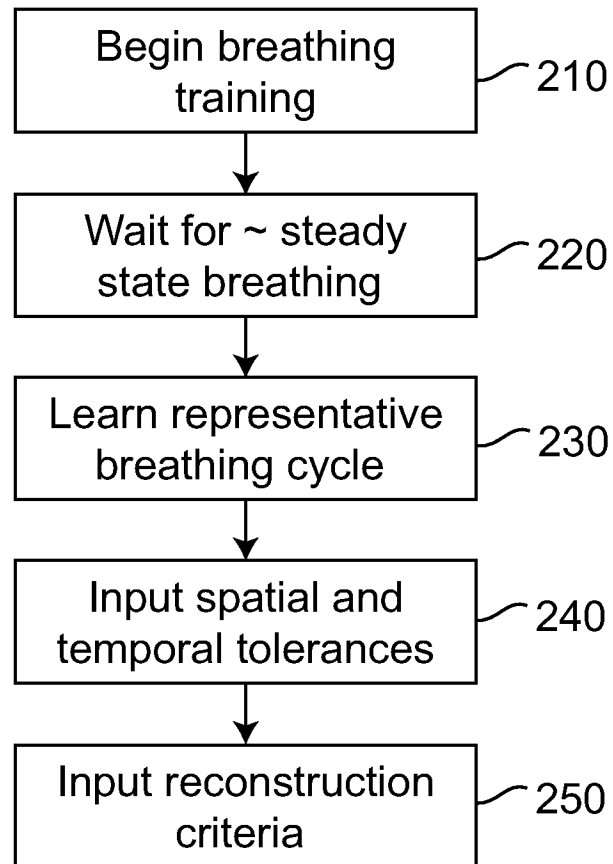 Begin breathing
training
210
Wait for ~ steady
state breathing
220
Learn representative
breathing cycle
230
Input spatial and
temporal tolerances
240
Input reconstruction
criteria
250